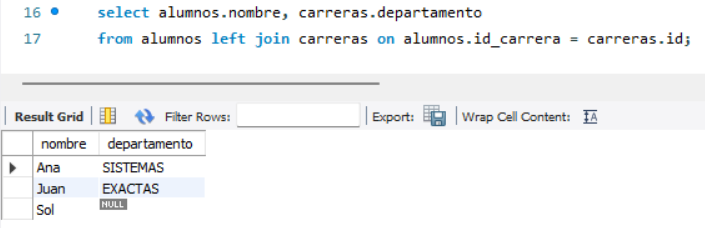 16 select alumnos.nombre, carreras.departamento
17 from alumnos left join carreras on alumnos.id_carrera = carreras.id;
Result Grid Filter Rows: Export: Wrap Cell Content: IA
nombre departamento
Ana SISTEMAS
Juan EXACTAS
Sol NULL